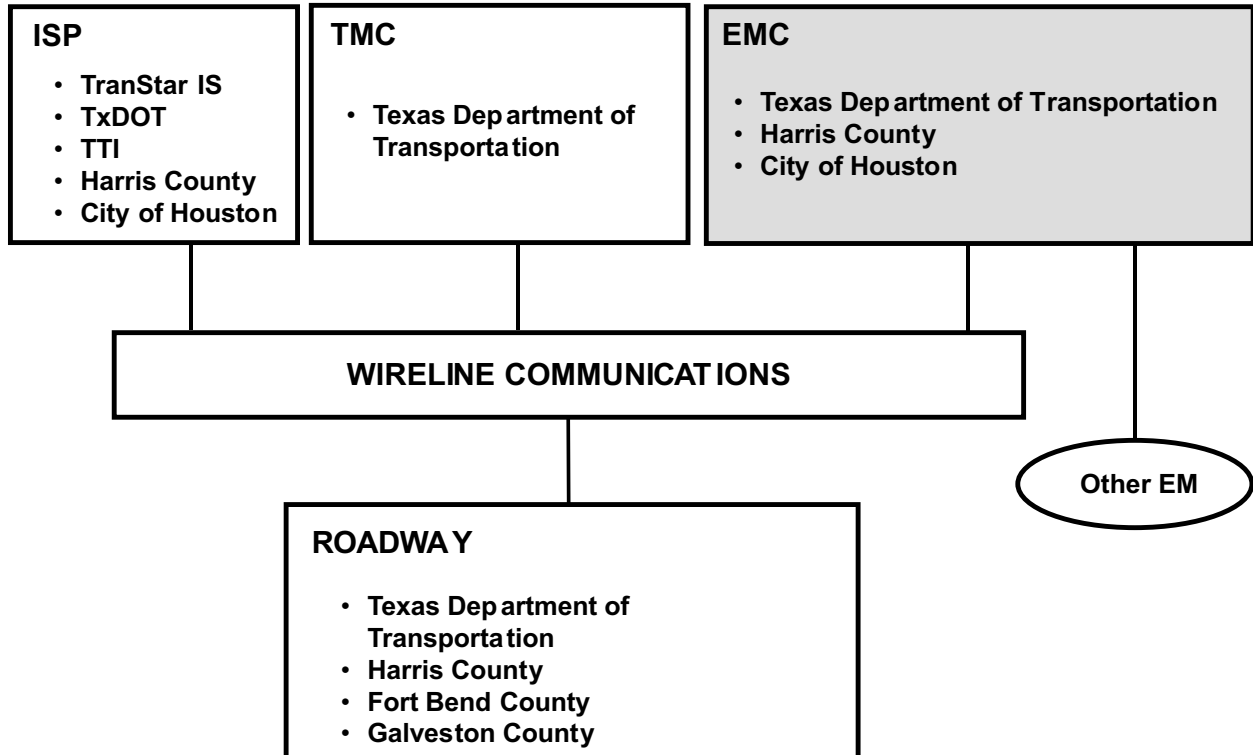 ISP
• TranStar IS
• TxDOT
• TTI
• Harris County
• City of Houston
TMC
• Texas Department of
Transportation
EMC
• Texas Department of Transportation
• Harris County
• City of Houston
WIRELINE COMMUNICATIONS
Other EM
ROADWAY
• Texas Department of
Transportation
• Harris County
• Fort Bend County
• Galveston County